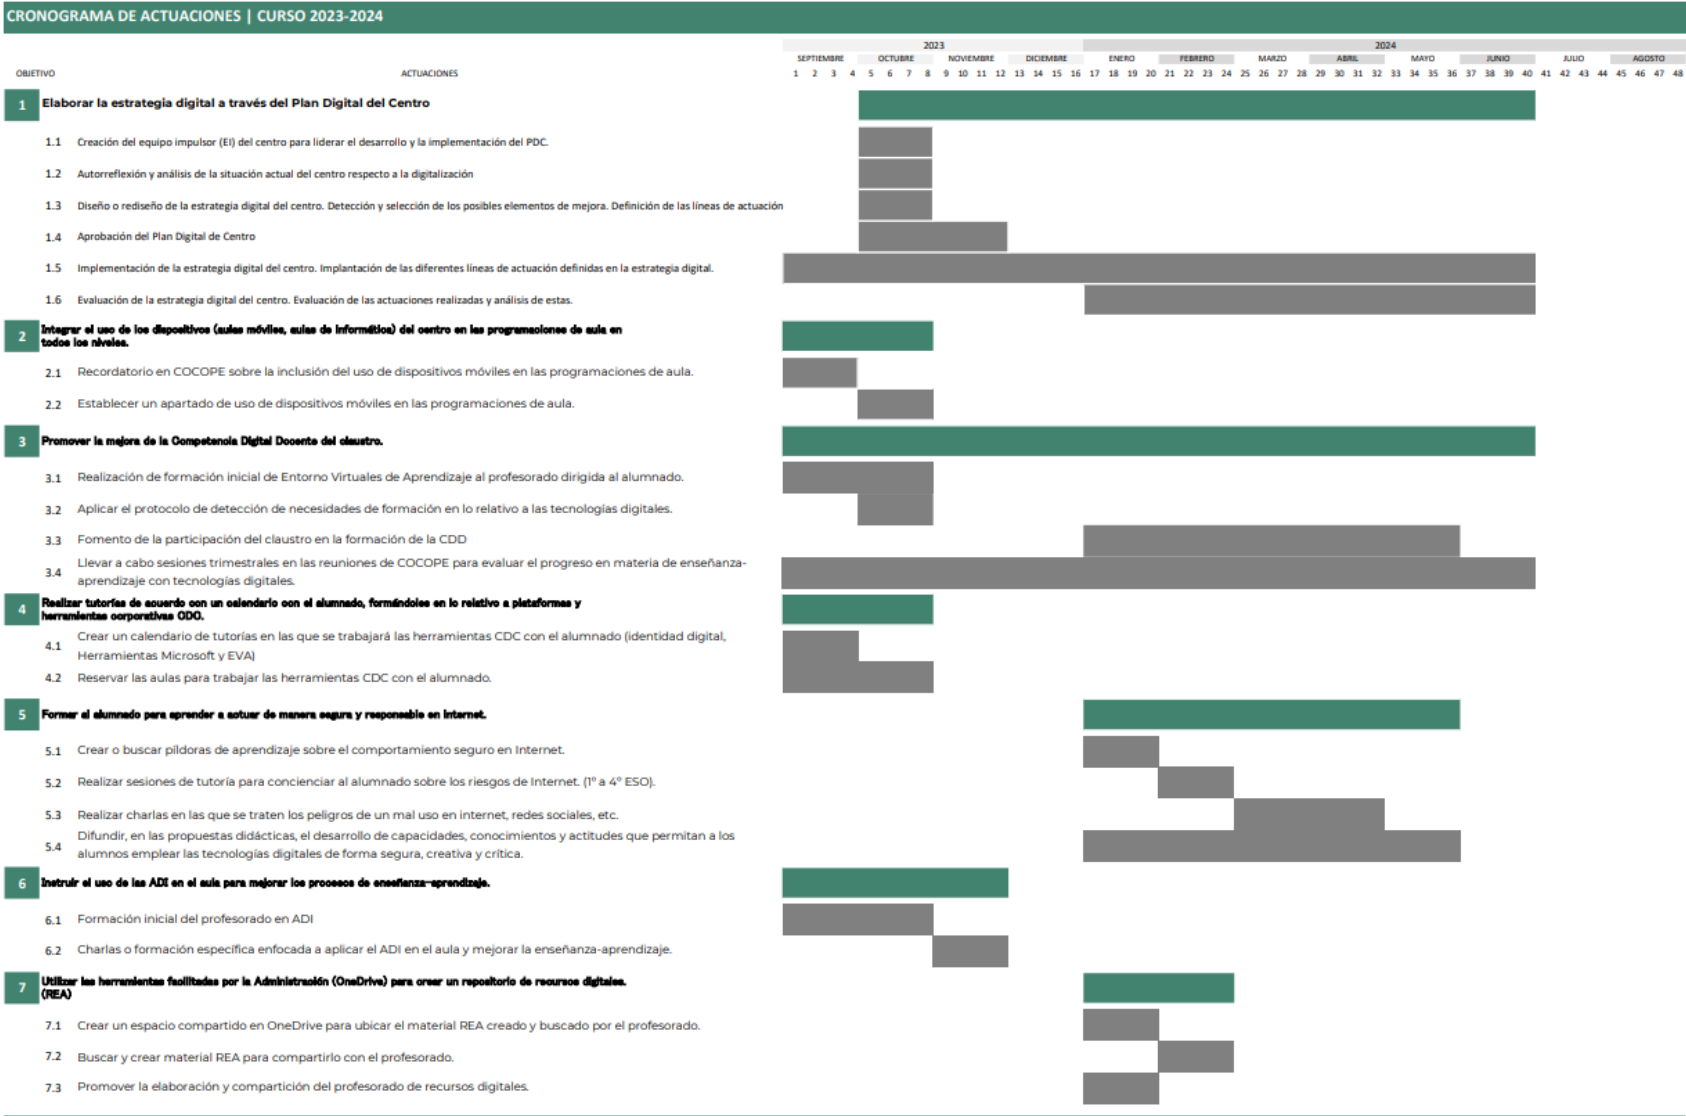 CRONOGRAMA DE ACTUACIONES | CURSO 2023-2024
2023 2024
SEPTIEMBRE OCTUBRE NOVIEMBRE DICIEMBRE ENERO FEBRERO MARZO ABRIL MAYO JUNIO JULIO AGOSTO
OBJETIVO ACTUACIONES 1 2 3 4 5 6 7 8 9 10 11 12 13 14 15 16 17 18 19 20 21 22 23 24 25 26 27 28 29 30 31 32 33 34 35 36 37 38 39 40 41 42 43 44 45 46 47 48
1 Elaborar la estrategia digital a través del Plan Digital del Centro
1.1 Creación del equipo impulsor (EI) del centro para liderar el desarrollo y la implementación del PDC.
1.2 Autorreflexión y análisis de la situación actual del centro respecto a la digitalización
1.3 Diseño o rediseño de la estrategia digital del centro. Detección y selección de los posibles elementos de mejora. Definición de las líneas de actuación
1.4 Aprobación del Plan Digital de Centro
1.5 Implementación de la estrategia digital del centro. Implantación de las diferentes líneas de actuación definidas en la estrategia digital.
1.6 Evaluación de la estrategia digital del centro. Evaluación de las actuaciones realizadas y análisis de estas.
2 Integrar el uso de los dispositivos (aulas móviles, aulas de informática) del centro en las programaciones de aula en
todos los niveles.
2.1 Recordatorio en COCOPE sobre la inclusión del uso de dispositivos móviles en las programaciones de aula.
2.2 Establecer un apartado de uso de dispositivos móviles en las programaciones de aula.
3 Promover la mejora de la Competencia Digital Docente del claustro.
3.1 Realización de formación inicial de Entorno Virtuales de Aprendizaje al profesorado dirigida al alumnado.
3.2 Aplicar el protocolo de detección de necesidades de formación en lo relativo a las tecnologías digitales.
3.3 Fomento de la participación del claustro en la formación de la CDD
3.4 Llevar a cabo sesiones trimestrales en las reuniones de COCOPE para evaluar el progreso en materia de enseñanza-
aprendizaje con tecnologías digitales.
4 Realizar tutorías de acuerdo con un calendario con el alumnado, formándoles en lo relativo a plataformas y
herramientas corporativas CDC.
4.1 Crear un calendario de tutorías en las que se trabajará las herramientas CDC con el alumnado (identidad digital,
Herramientas Microsoft y EVA)
4.2 Reservar las aulas para trabajar las herramientas CDC con el alumnado.
5 Formar al alumnado para aprender a actuar de manera segura y responsable en Internet.
5.1 Crear o buscar píldoras de aprendizaje sobre el comportamiento seguro en Internet.
5.2 Realizar sesiones de tutoría para concienciar al alumnado sobre los riesgos de Internet. (1º a 4º ESO).
5.3 Realizar charlas en las que se traten los peligros de un mal uso en internet, redes sociales, etc.
5.4 Difundir, en las propuestas didácticas, el desarrollo de capacidades, conocimientos y actitudes que permitan a los
alumnos emplear las tecnologías digitales de forma segura, creativa y crítica.
6 Instruir el uso de las ADI en el aula para mejorar los procesos de enseñanza-aprendizaje.
6.1 Formación inicial del profesorado en ADI
6.2 Charlas o formación específica enfocada a aplicar el ADI en el aula y mejorar la enseñanza-aprendizaje.
7 Utilizar las herramientas facilitadas por la Administración (OneDrive) para crear un repositorio de recursos digitales.
(REA)
7.1 Crear un espacio compartido en OneDrive para ubicar el material REA creado y buscado por el profesorado.
7.2 Buscar y crear material REA para compartirlo con el profesorado.
7.3 Promover la elaboración y compartición del profesorado de recursos digitales.